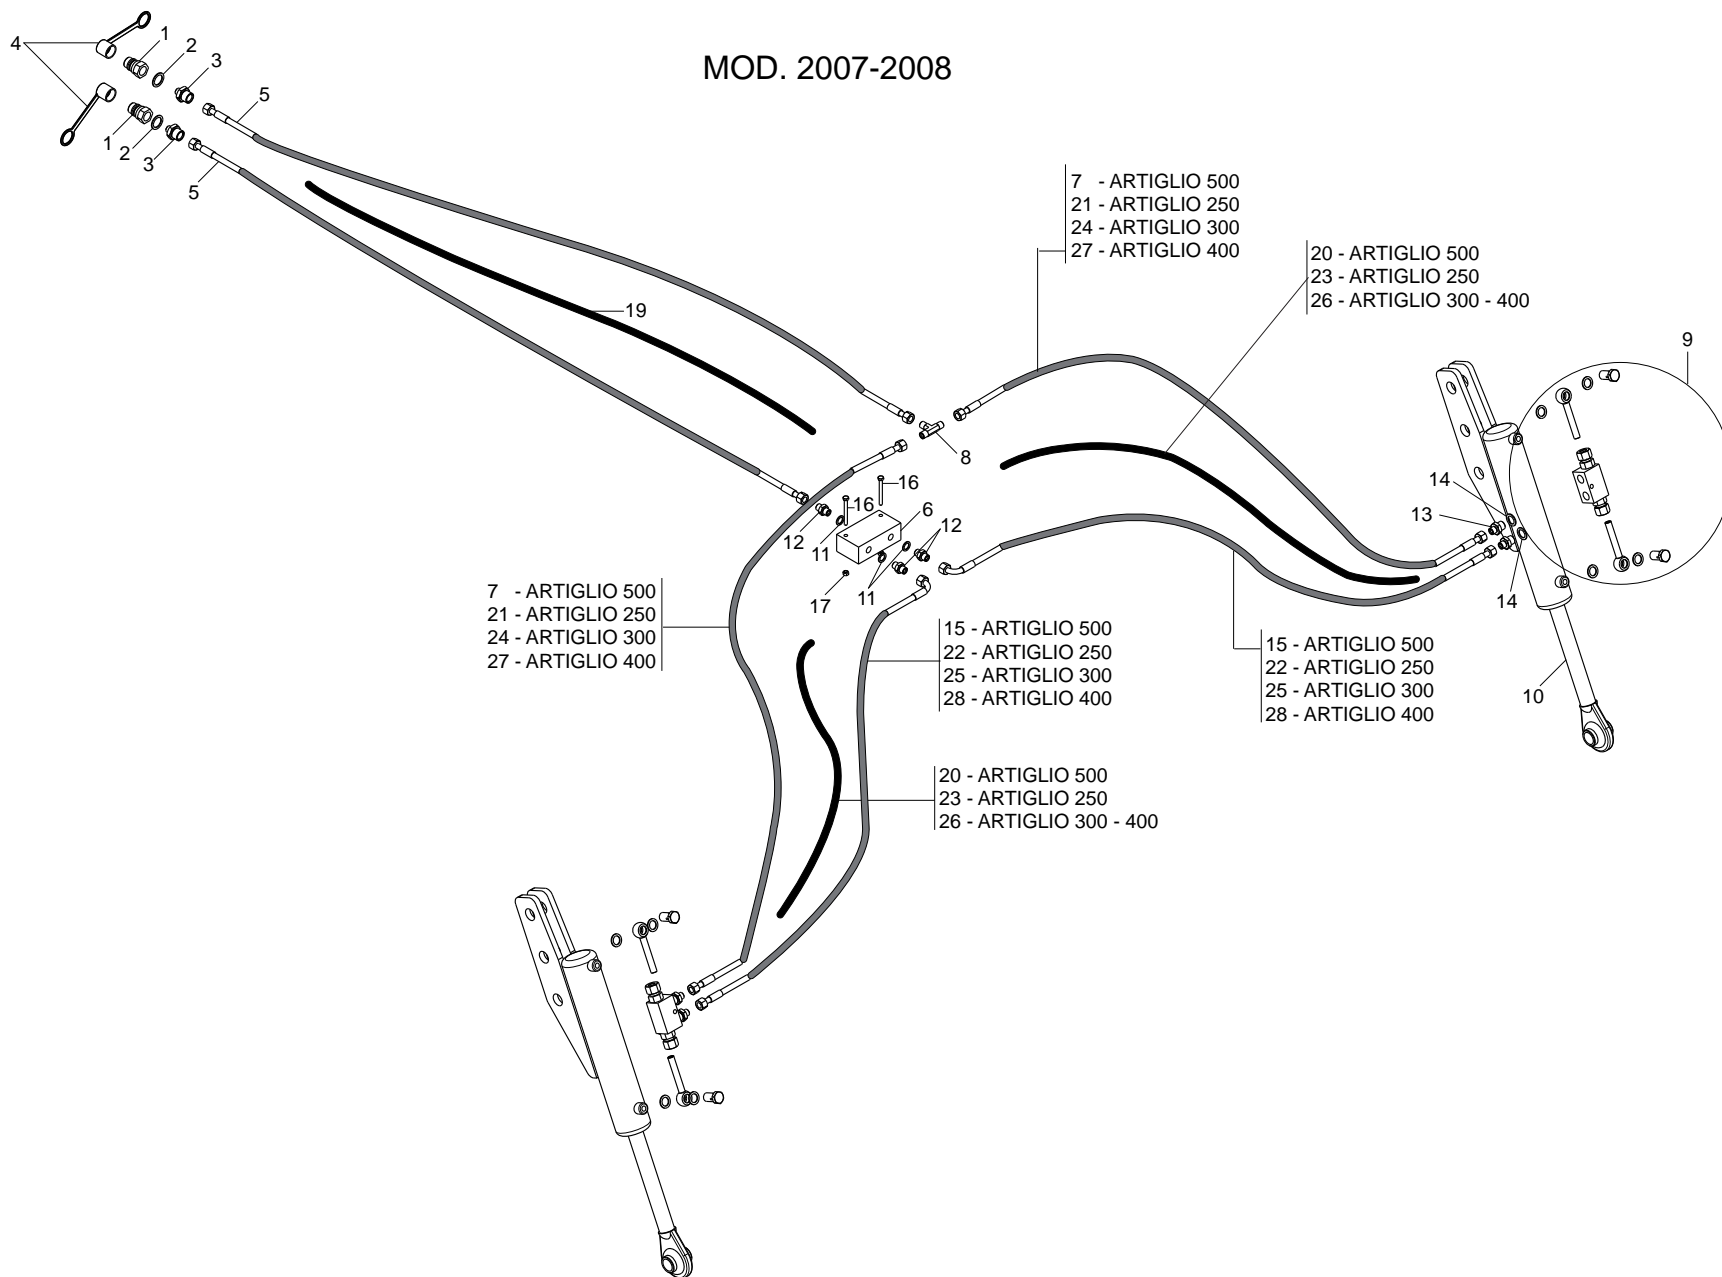 MOD. 2007-2008
4
1
2
3
5
1
2
3
5
19
7 - ARTIGLIO 500
21 - ARTIGLIO 250
24 - ARTIGLIO 300
27 - ARTIGLIO 400
20 - ARTIGLIO 500
23 - ARTIGLIO 250
26 - ARTIGLIO 300 - 400
9
8
16
16
6
12
11
12
11
17
14
13
14
10
7 - ARTIGLIO 500
21 - ARTIGLIO 250
24 - ARTIGLIO 300
27 - ARTIGLIO 400
15 - ARTIGLIO 500
22 - ARTIGLIO 250
25 - ARTIGLIO 300
28 - ARTIGLIO 400
15 - ARTIGLIO 500
22 - ARTIGLIO 250
25 - ARTIGLIO 300
28 - ARTIGLIO 400
20 - ARTIGLIO 500
23 - ARTIGLIO 250
26 - ARTIGLIO 300 - 400